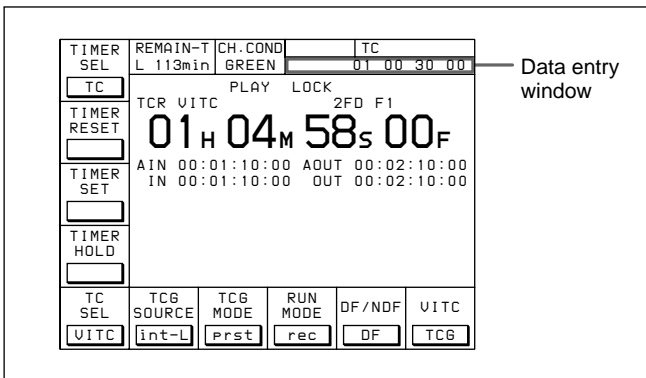 TIMER SEL
TC
REMAIN-T CH.COND TC
L 113min GREEN 01 00 30 00
Data entry window
PLAY LOCK
TCR VITC 2FD F1
01H 04M 58S 00F
AIN 00:01:10:00 AOUT 00:02:10:00
IN 00:01:10:00 OUT 00:02:10:00
TIMER RESET
TIMER SET
TIMER HOLD
TC SEL
VITC
TCG SOURCE
int-L
TCG MODE
prst
RUN MODE
rec
DF/NDF
DF
VITC
TCG